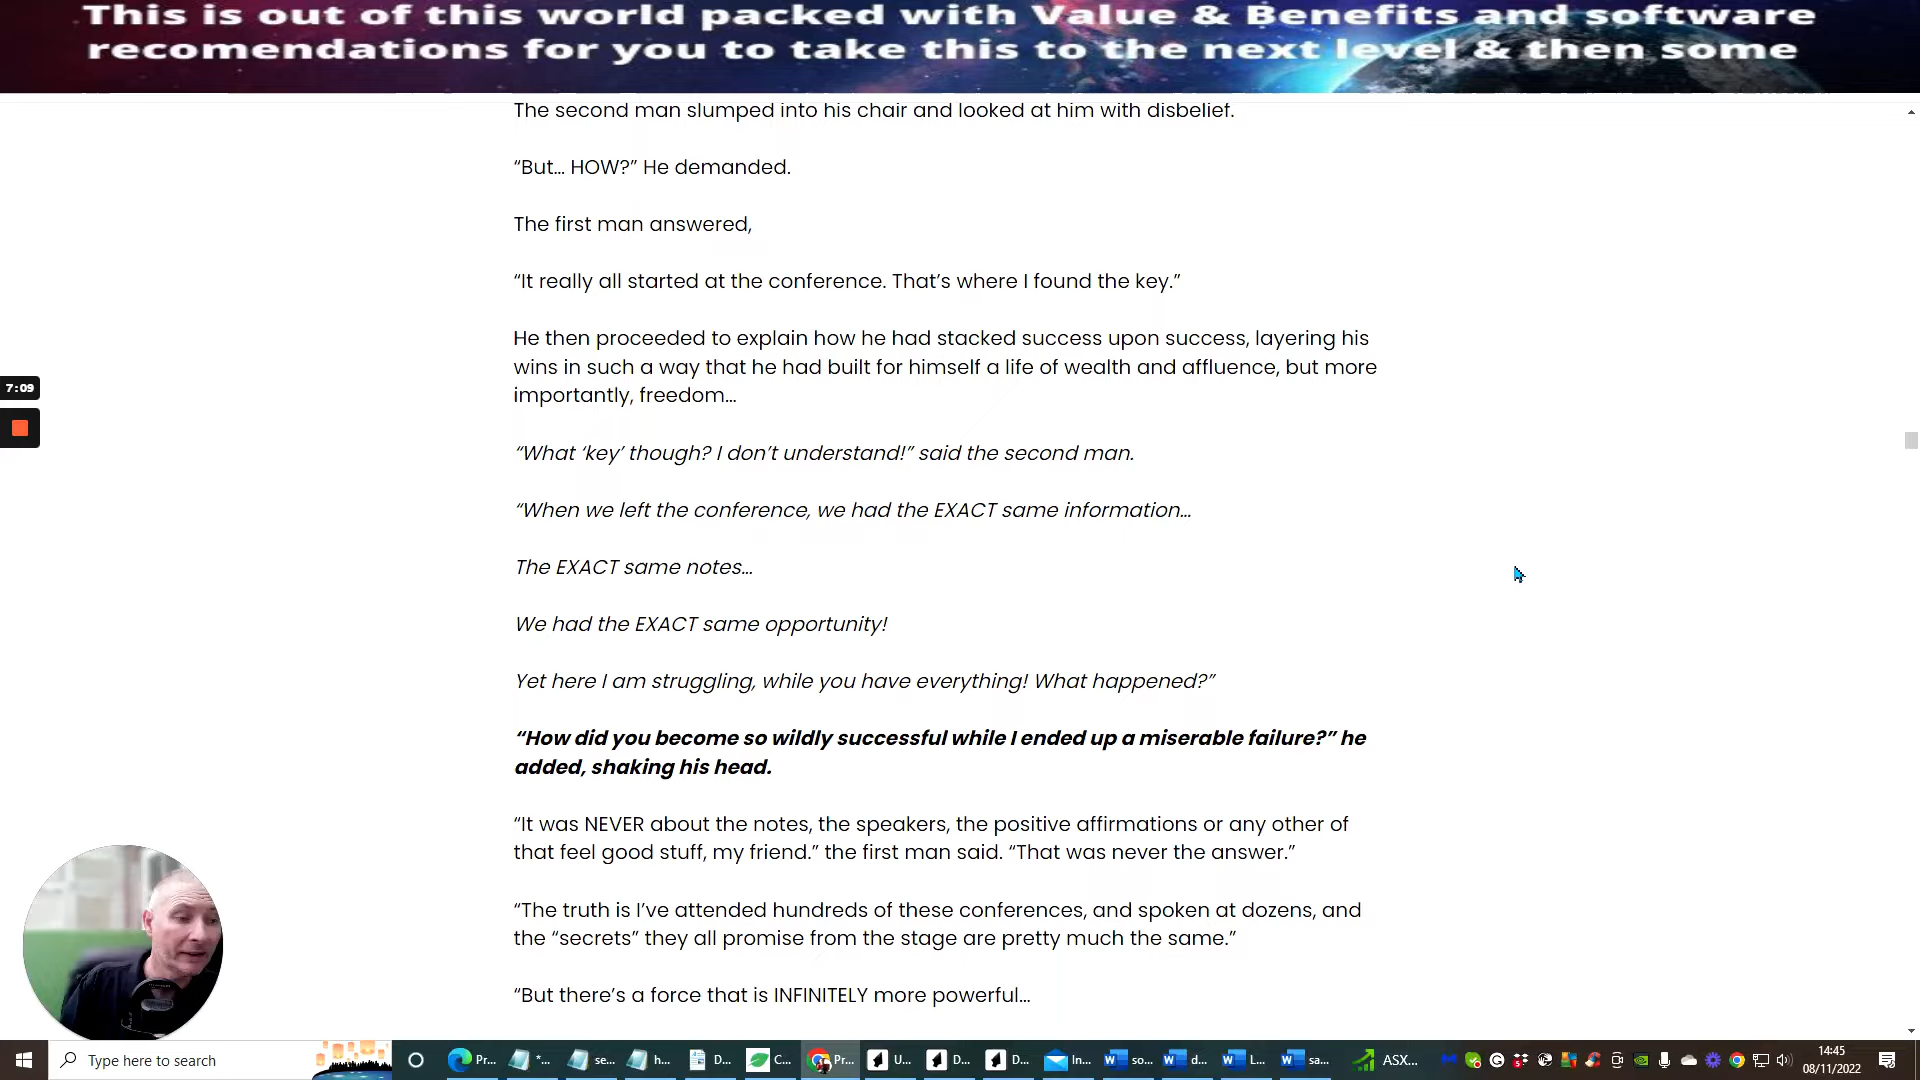 This is out of this world packed with Value & Benefits and software
recomendations for you to take this to the next level & then some
The second man slumped into his chair and looked at him with disbelief.
“But… HOW?” He demanded.
The first man answered,
“It really all started at the conference. That’s where I found the key.”
He then proceeded to explain how he had stacked success upon success, layering his
wins in such a way that he had built for himself a life of wealth and affluence, but more
importantly, freedom…
7:09
“What ‘key’ though? I don’t understand!” said the second man.
“When we left the conference, we had the EXACT same information…
The EXACT same notes…
We had the EXACT same opportunity!
Yet here I am struggling, while you have everything! What happened?”
“How did you become so wildly successful while I ended up a miserable failure?” he
added, shaking his head.
“It was NEVER about the notes, the speakers, the positive affirmations or any other of
that feel good stuff, my friend.” the first man said. “That was never the answer.”
“The truth is I’ve attended hundreds of these conferences, and spoken at dozens, and
the “secrets” they all promise from the stage are pretty much the same.”
“But there’s a force that is INFINITELY more powerful…
Type here to search
Pr... *... se... h... D... C... Pr... U... D... D... In... so... d... L... sa... ASX...
14:45
08/11/2022